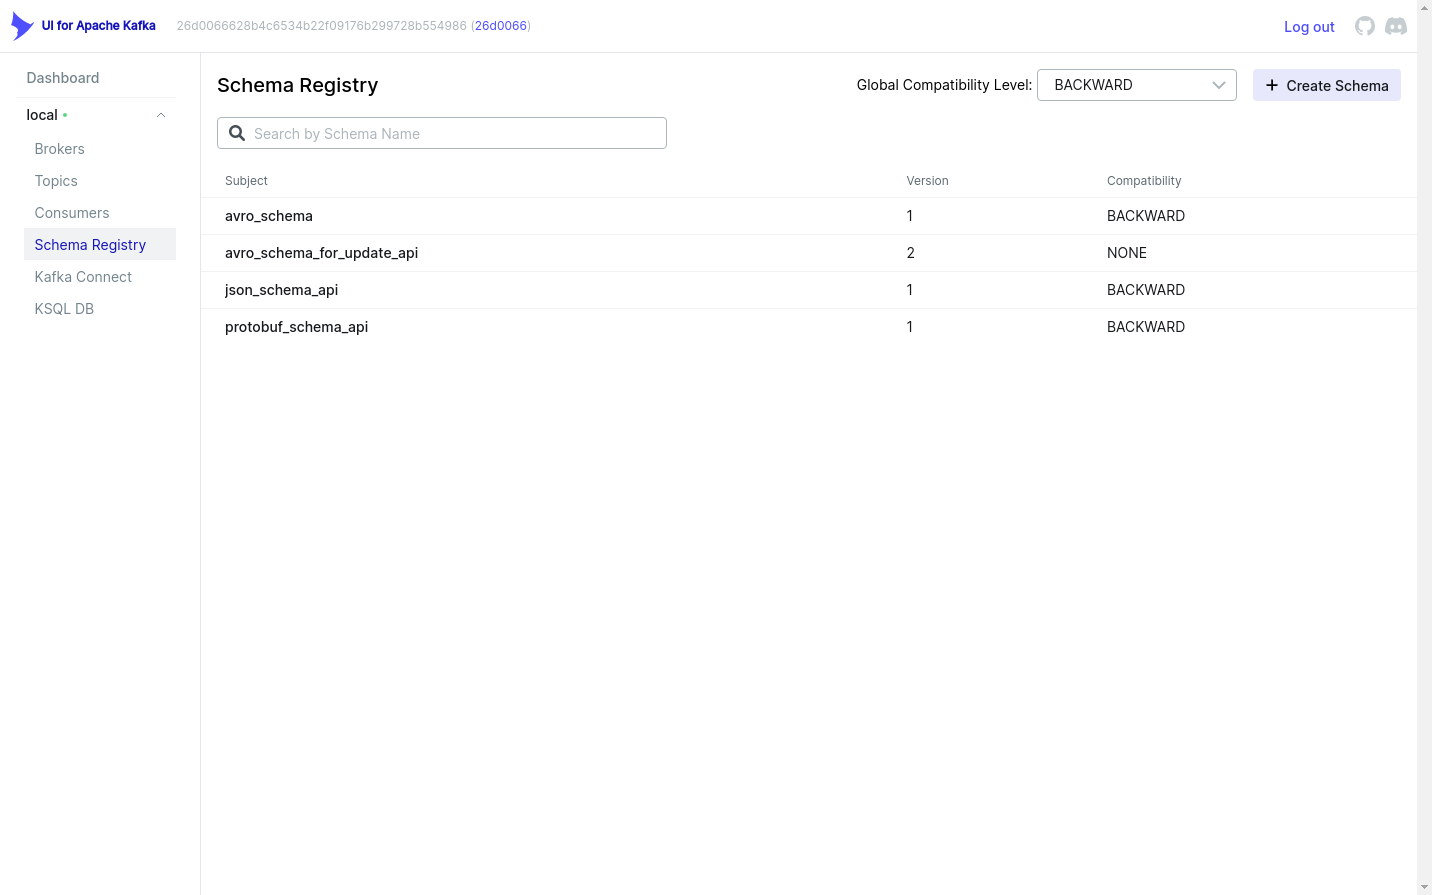 UI for Apache Kafka 26d0066628b4c6534b22f09176b299728b554986 (26d0066) Log out
Dashboard
local
Brokers
Topics
Consumers
Schema Registry
Kafka Connect
KSQL DB
Schema Registry Global Compatibility Level: BACKWARD Create Schema
Search by Schema Name
Subject Version Compatibility
avro_schema 1 BACKWARD
avro_schema_for_update_api 2 NONE
json_schema_api 1 BACKWARD
protobuf_schema_api 1 BACKWARD